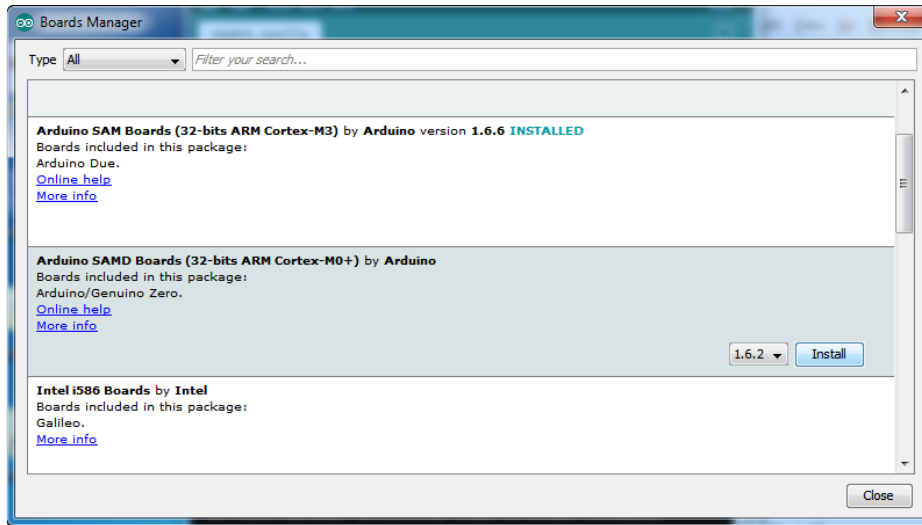 Boards Manager
Type All Filter your search...
Arduino SAM Boards (32-bits ARM Cortex-M3) by Arduino version 1.6.6 INSTALLED
Boards included in this package:
Arduino Due.
Online help
More info
Arduino SAMD Boards (32-bits ARM Cortex-M0+) by Arduino
Boards included in this package:
Arduino/Genuino Zero.
Online help
More info
1.6.2 Install
Intel i586 Boards by Intel
Boards included in this package:
Galileo.
More info
Close